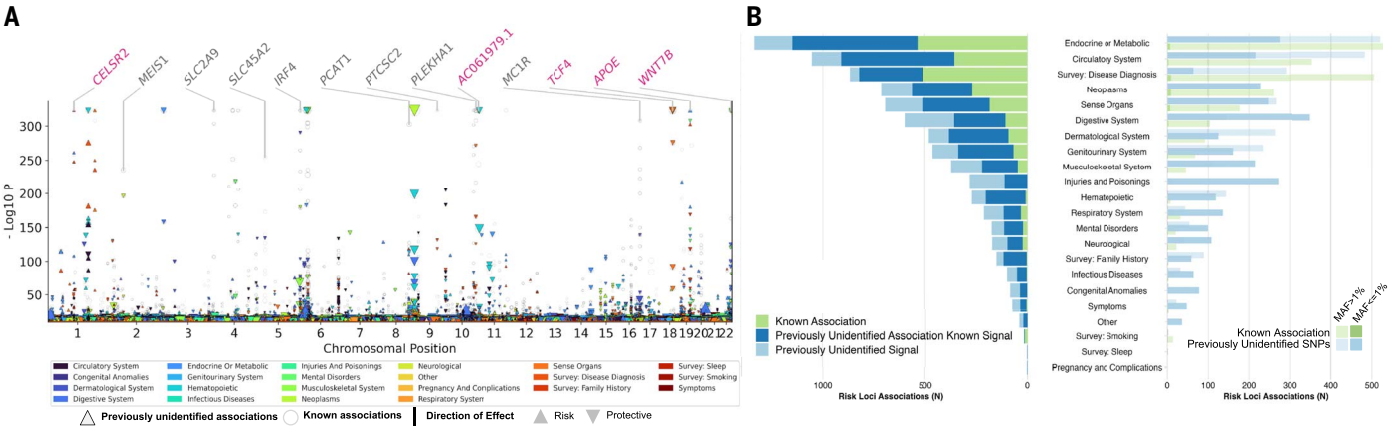 A
CELSR2
MEIS1
SLC2A9
SLC45A2
IRF4
PCAT1
PTCSC2
PLEKHA1
AC061979.1
MC1R
TCF4
APOE
WNT7B
- Log10 P
300
250
200
150
100
50
1 2 3 4 5 6 7 8 9 10 11 12 13 14 15 16 17 18 19 20 21 22
Chromosomal Position
Circulatory System
Congenital Anomalies
Dermatological System
Digestive System
Endocrine Or Metabolic
Genitourinary System
Hematopoietic
Infectious Diseases
Injuries And Poisonings
Mental Disorders
Musculoskeletal System
Neoplasms
Neurological
Other
Pregnancy And Complications
Respiratory System
Sense Organs
Survey: Disease Diagnosis
Survey: Family History
Survey: Sleep
Survey: Smoking
Symptoms
Previously unidentified associations
Known associations
Direction of Effect
Risk
Protective
B
Known Association
Previously Unidentified Association Known Signal
Previously Unidentified Signal
1000 500 0
Risk Loci Associations (N)
Endocrine or Metabolic
Circulatory System
Survey: Disease Diagnosis
Neoplasms
Sense Organs
Digestive System
Dermatological System
Genitourinary System
Musculoskeletal System
Injuries and Poisonings
Hematopoietic
Respiratory System
Mental Disorders
Neurological
Survey: Family History
Infectious Diseases
Congenital Anomalies
Symptoms
Other
Survey: Smoking
Survey: Sleep
Pregnancy and Complications
MAF>1%
MAF<=1%
Known Association
Previously Unidentified SNPs
0 100 200 300 400 500
Risk Loci Associations (N)